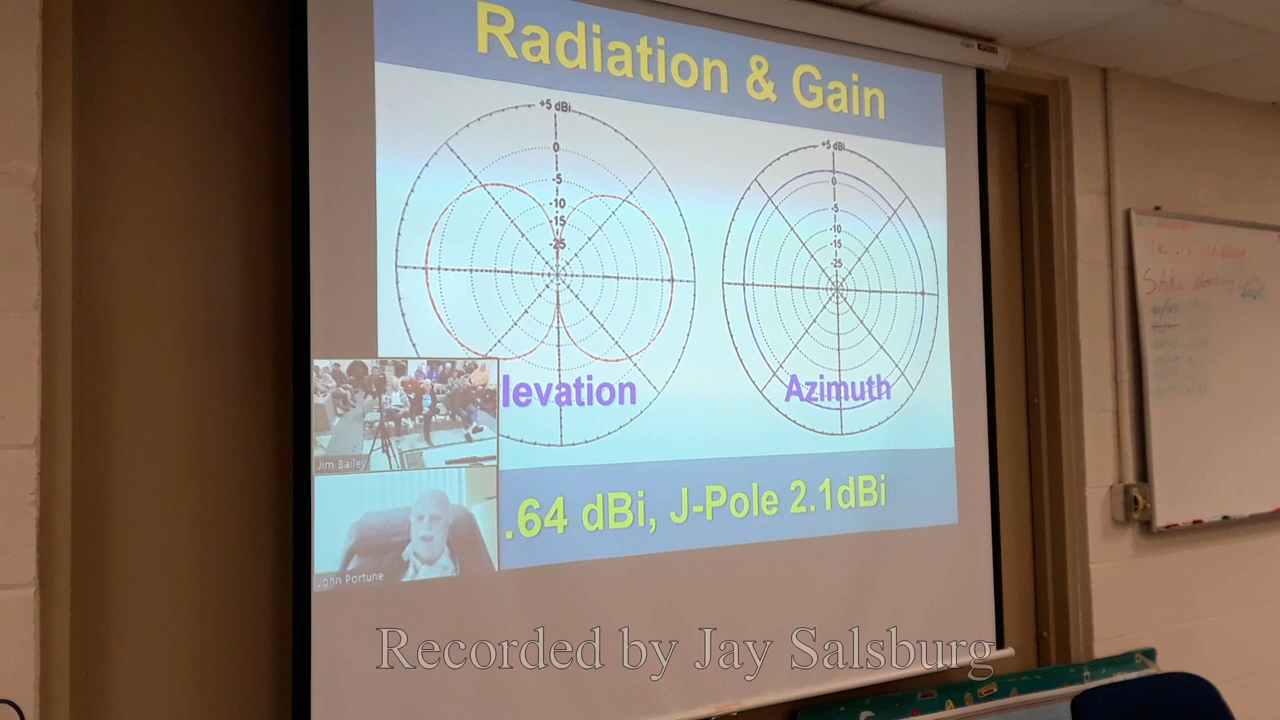 Radiation & Gain
+5 dBi
0
-5
-10
-15
-25
+5 dBi
0
-5
-10
-15
-25
levation
Azimuth
.64 dBi, J-Pole 2.1dBi
Jim Bailey
John Portune
Recorded by Jay Salsburg